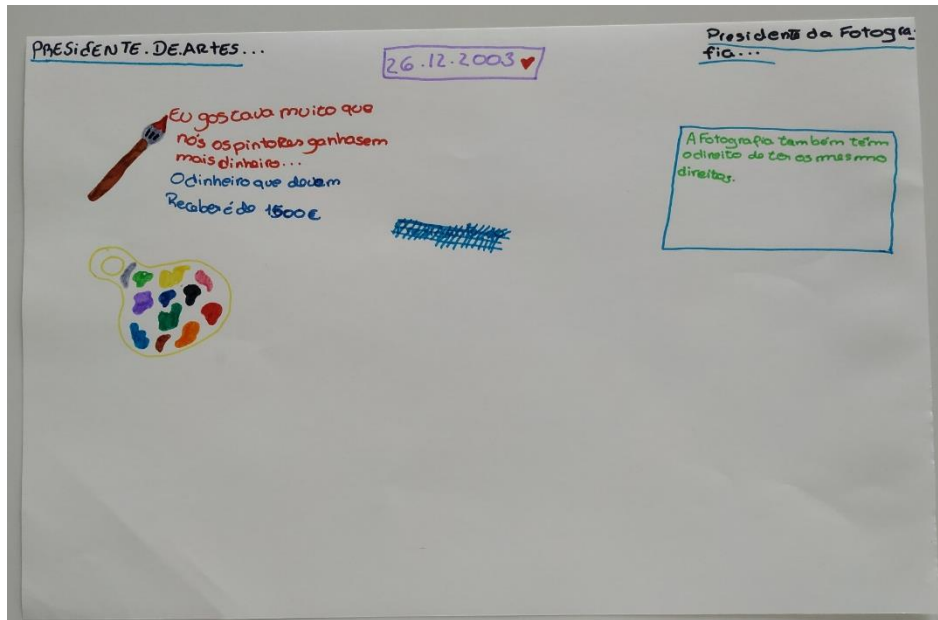 PRESiDENTE.DE.ARTES...
26.12.2003
Presidente da Fotogra-
fia...
Eu gostava muito que
nós os pintores ganhasem
mais dinheiro...
O dinheiro que devem
Receber é de 1500 €
A Fotografia também têm
o direito de ter os mesmo
direitos.